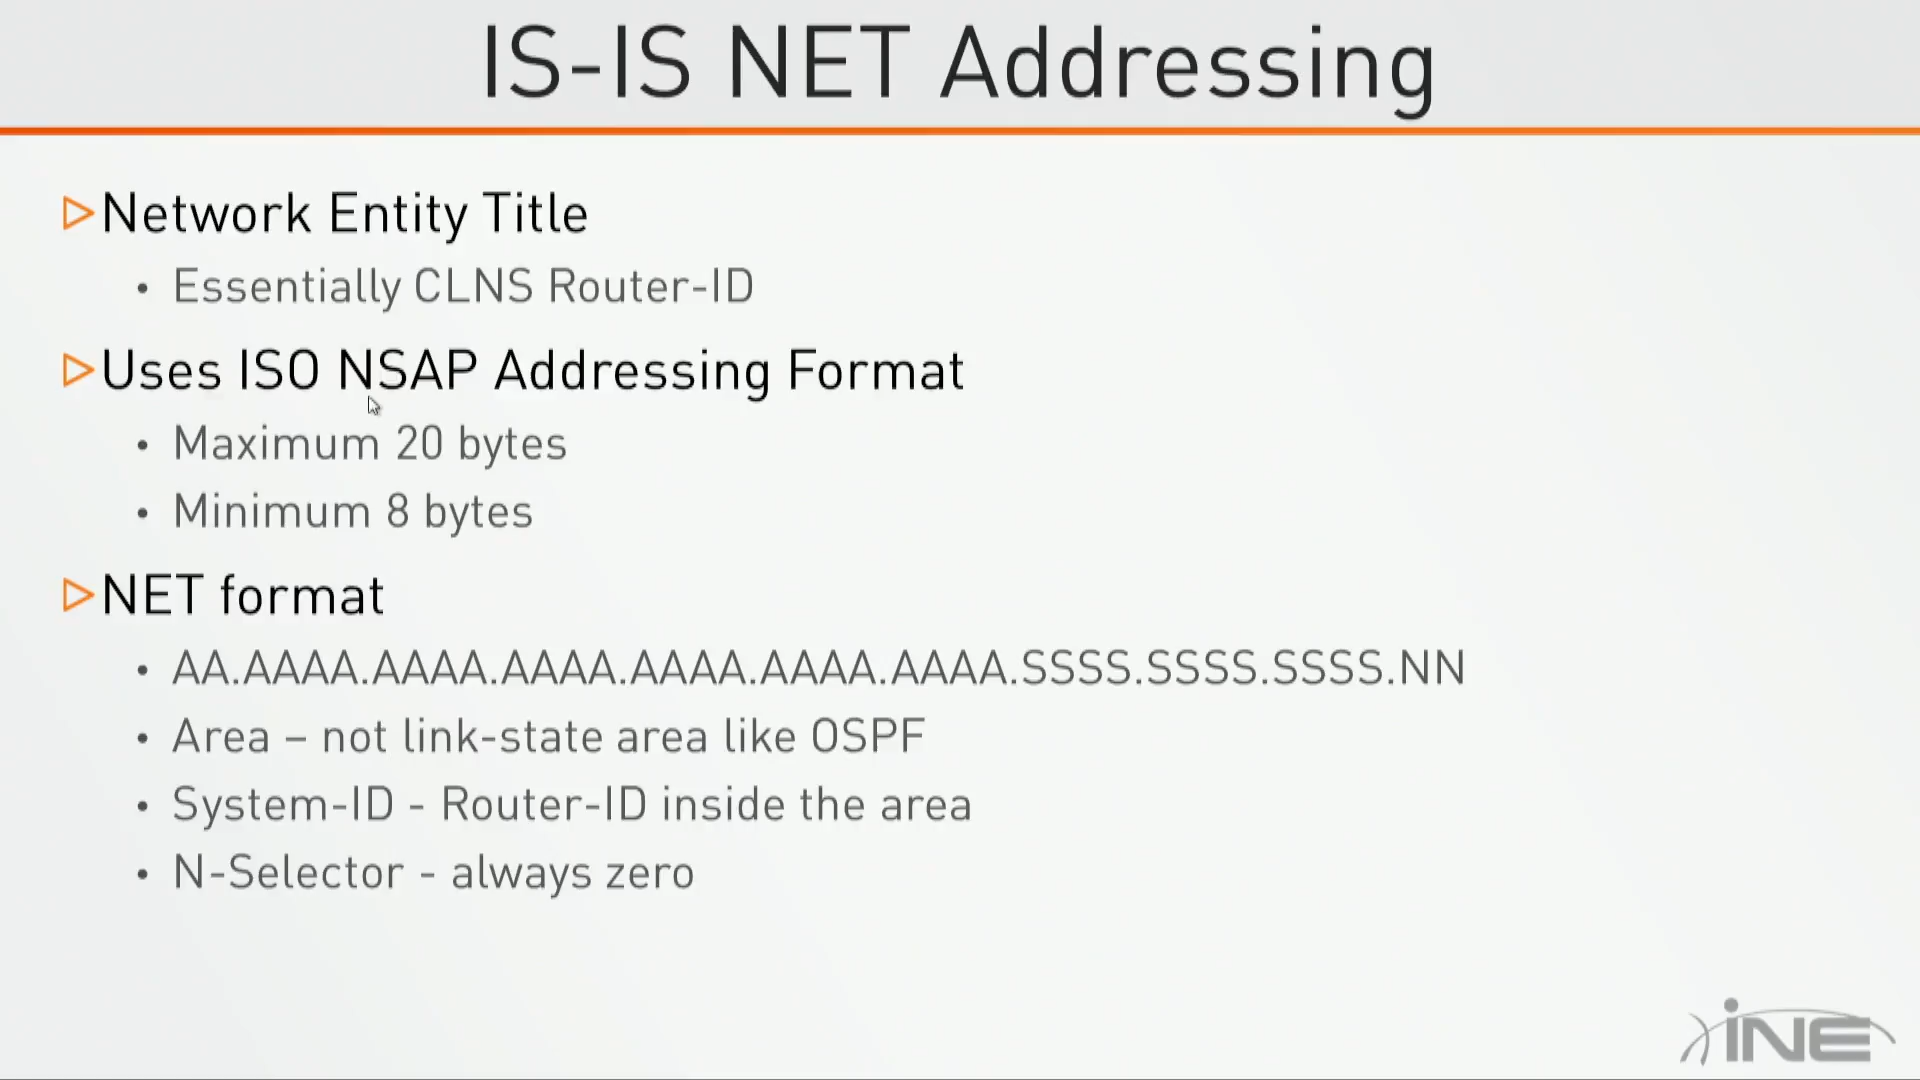 IS-IS NET Addressing
Network Entity Title
• Essentially CLNS Router-ID
Uses ISO NSAP Addressing Format
• Maximum 20 bytes
• Minimum 8 bytes
NET format
• AA.AAAA.AAAA.AAAA.AAAA.AAAA.AAAA.SSSS.SSSS.SSSS.NN
• Area – not link-state area like OSPF
• System-ID - Router-ID inside the area
• N-Selector - always zero
iNE